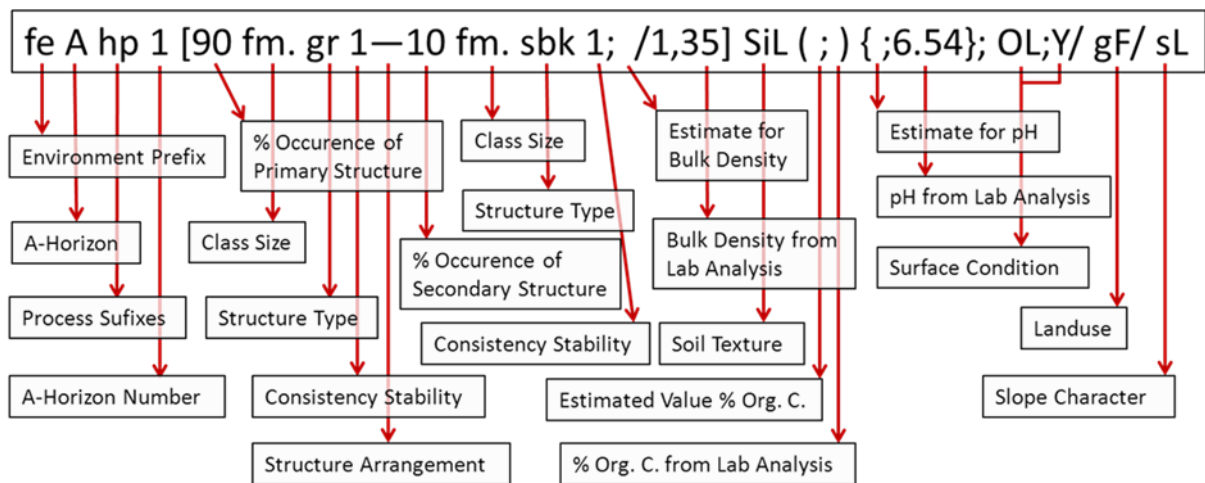 fe A hp 1 [90 fm. gr 1—10 fm. sbk 1; /1,35] SiL ( ; ) { ;6.54}; OL;Y/ gF/ sL
Environment Prefix
% Occurence of
Primary Structure
Class Size
Estimate for
Bulk Density
Estimate for pH
pH from Lab Analysis
A-Horizon
Class Size
Structure Type
% Occurence of
Secondary Structure
Bulk Density from
Lab Analysis
Surface Condition
Process Sufixes
Structure Type
Consistency Stability
Soil Texture
Landuse
A-Horizon Number
Consistency Stability
Estimated Value % Org. C.
Slope Character
Structure Arrangement
% Org. C. from Lab Analysis